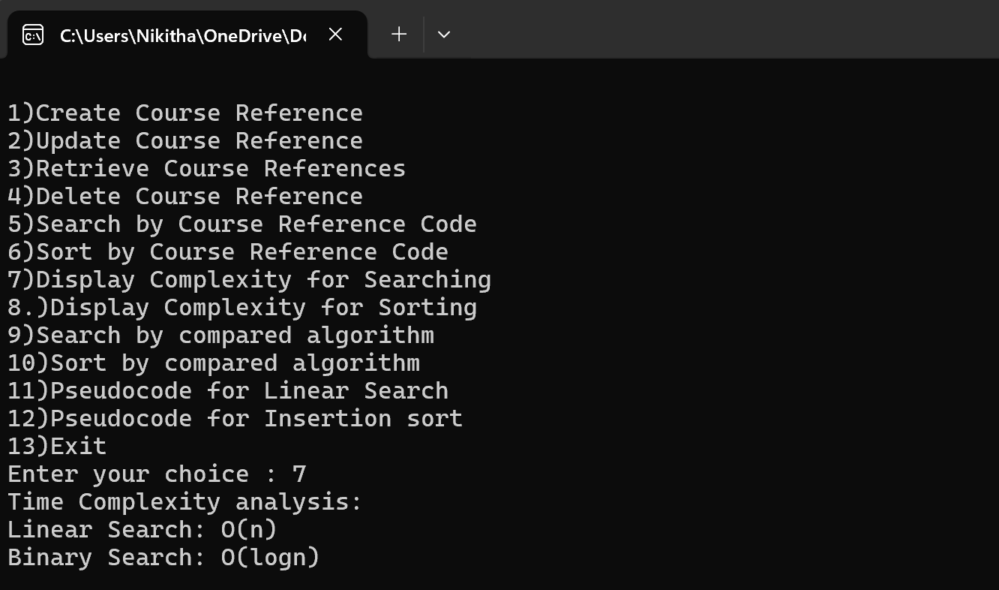 C:\Users\Nikitha\OneDrive\Do
1)Create Course Reference
2)Update Course Reference
3)Retrieve Course References
4)Delete Course Reference
5)Search by Course Reference Code
6)Sort by Course Reference Code
7)Display Complexity for Searching
8.)Display Complexity for Sorting
9)Search by compared algorithm
10)Sort by compared algorithm
11)Pseudocode for Linear Search
12)Pseudocode for Insertion sort
13)Exit
Enter your choice : 7
Time Complexity analysis:
Linear Search: O(n)
Binary Search: O(logn)